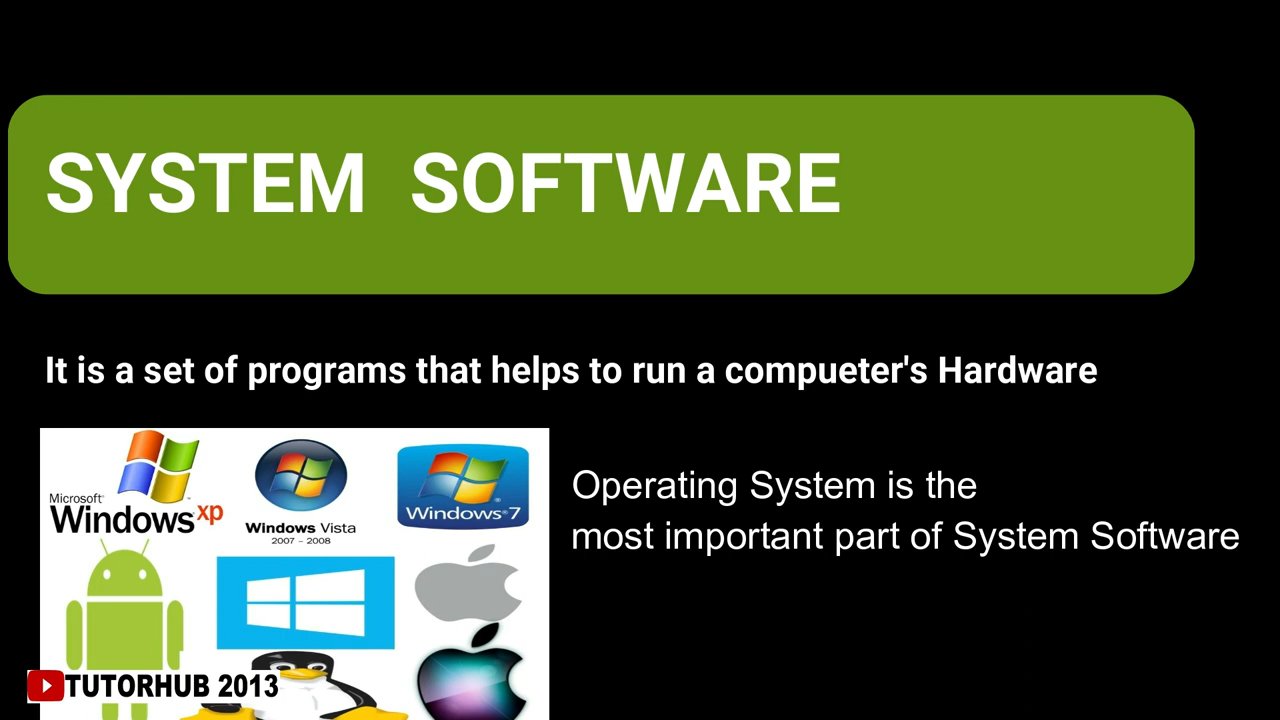 SYSTEM SOFTWARE
It is a set of programs that helps to run a compueter's Hardware
Microsoft
Windows xp
Windows Vista
2007 - 2008
Windows 7
Operating System is the
most important part of System Software
TUTORHUB 2013